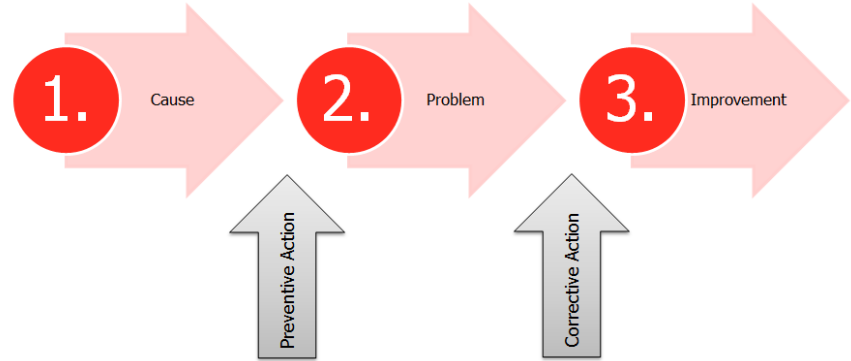 1.
Cause
2.
Problem
3.
Improvement
Preventive Action
Corrective Action